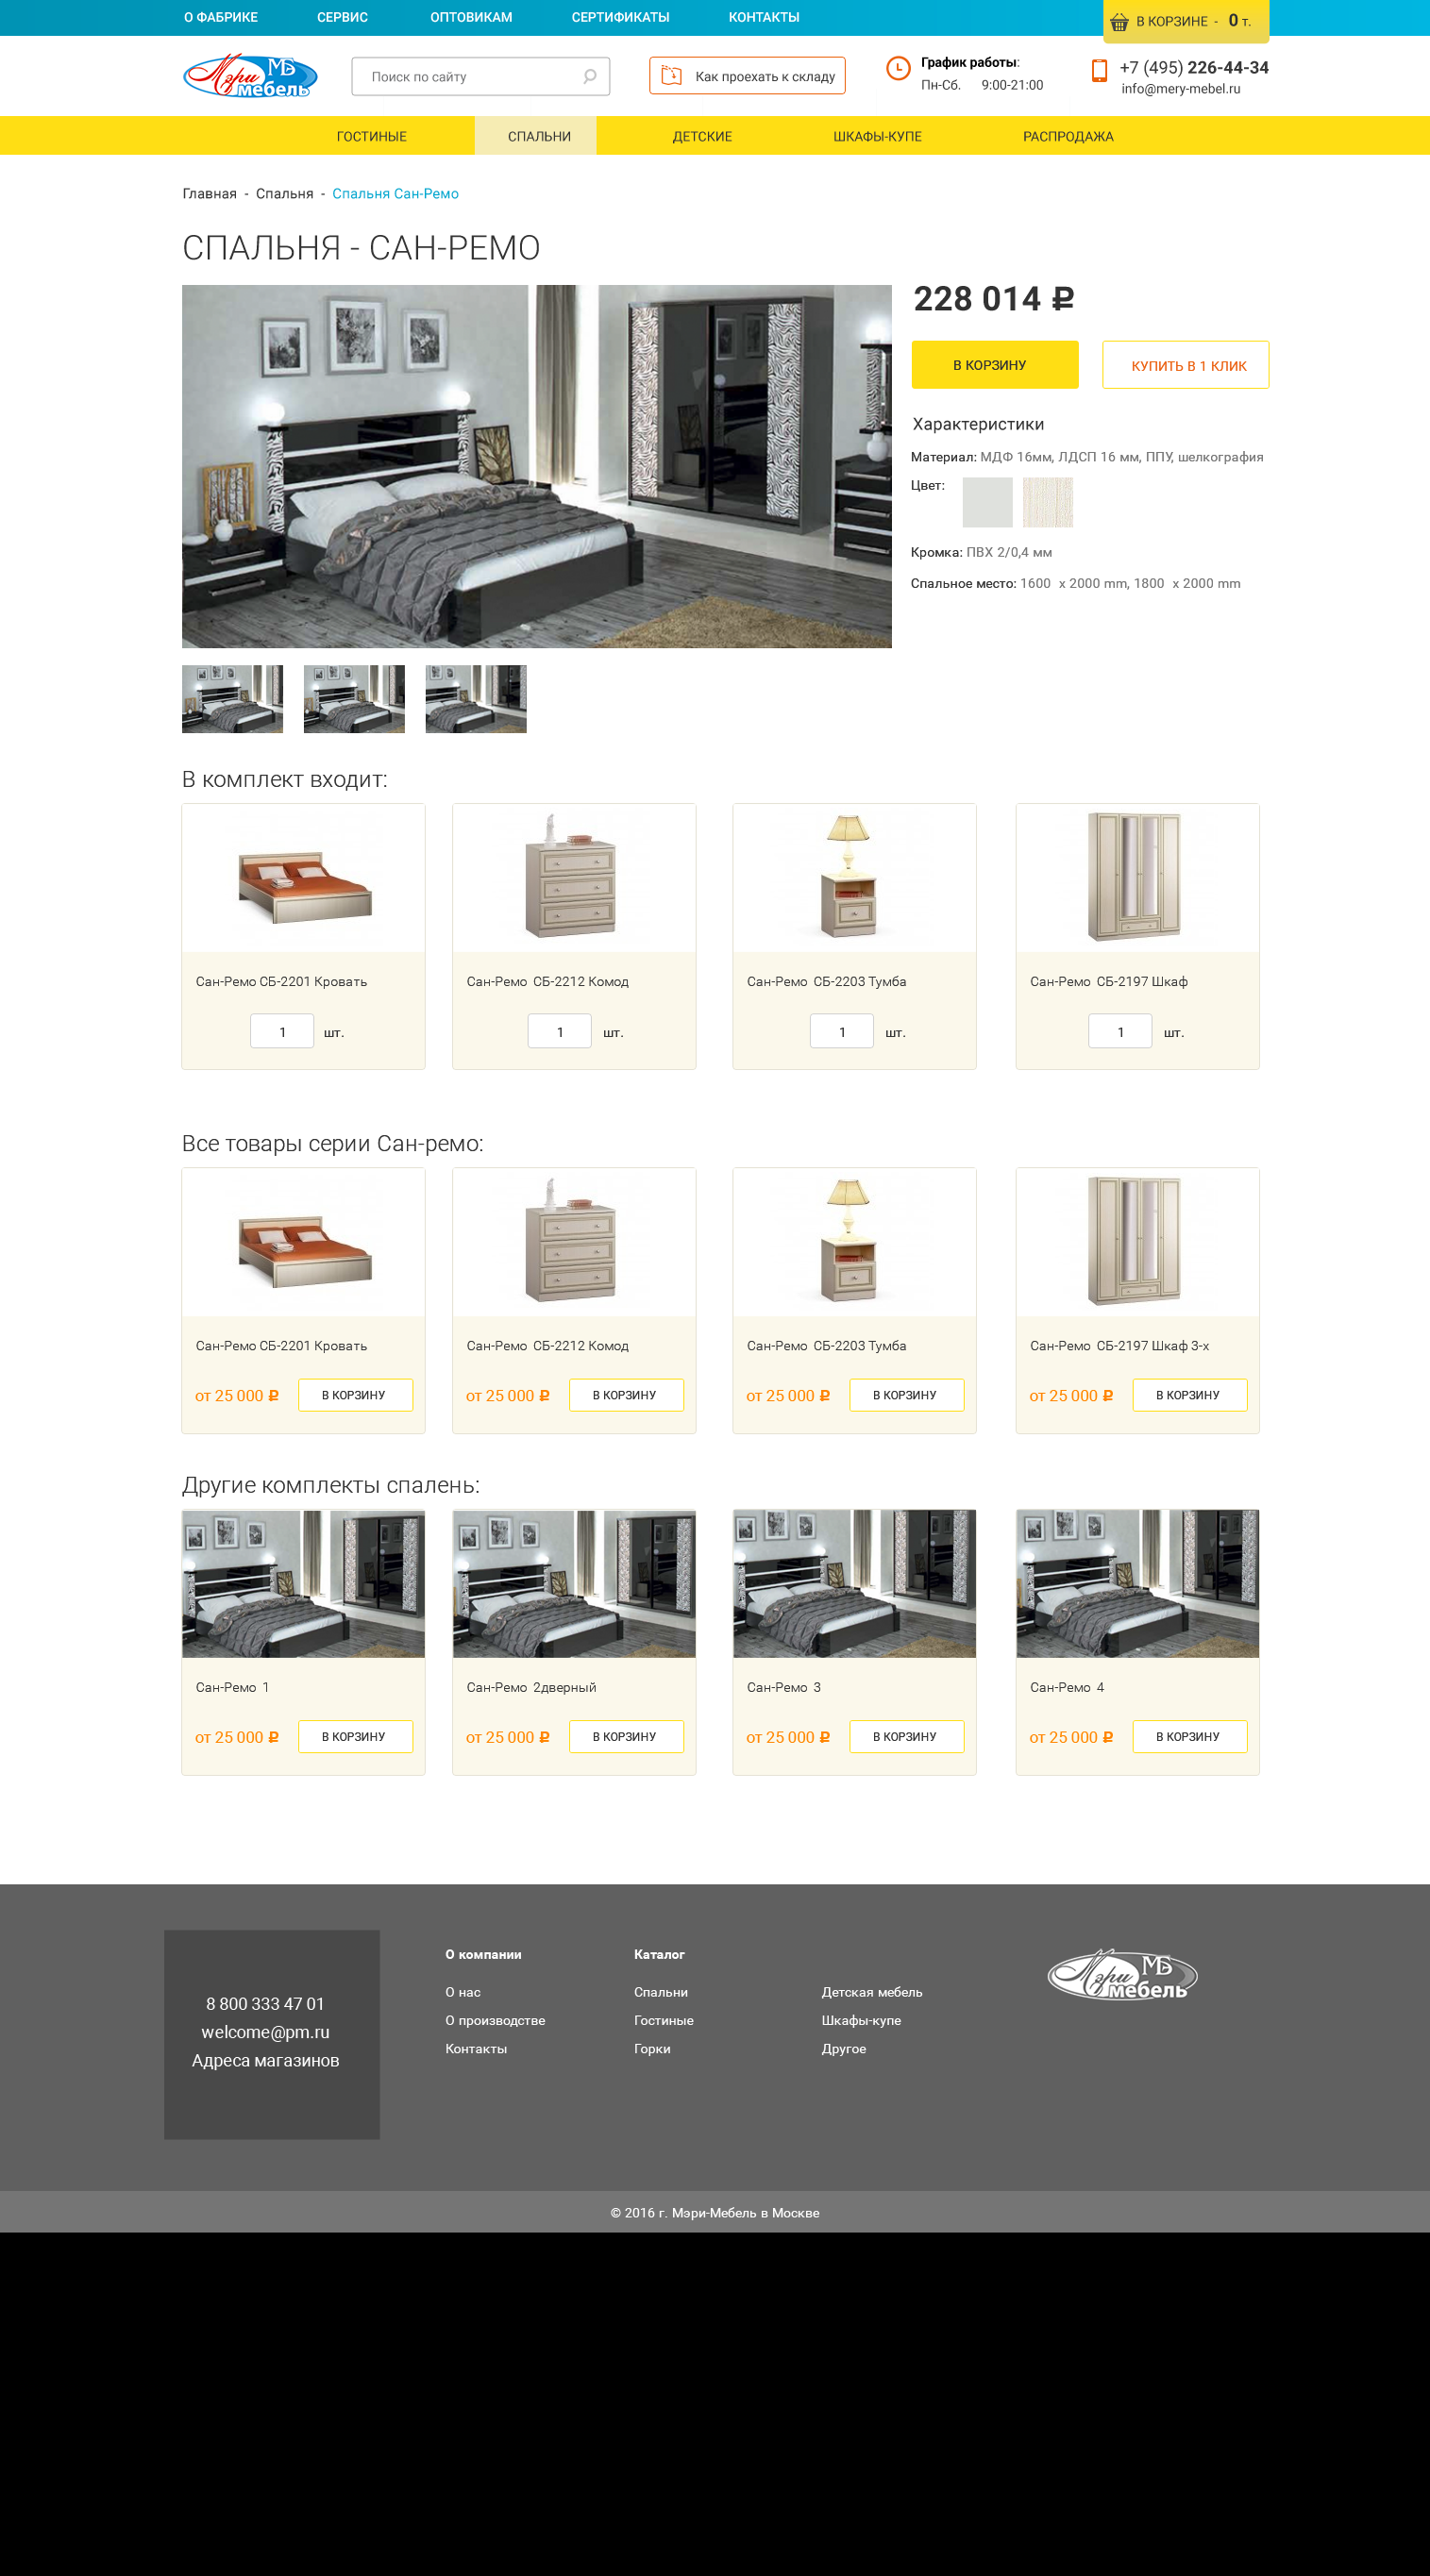 О ФАБРИКЕ СЕРВИС ОПТОВИКАМ СЕРТИФИКАТЫ КОНТАКТЫ В КОРЗИНЕ - 0 т.
Мэри МБ мебель
Поиск по сайту
Как проехать к складу
График работы:
Пн-Сб. 9:00-21:00
+7 (495) 226-44-34
info@mery-mebel.ru
ГОСТИНЫЕ СПАЛЬНИ ДЕТСКИЕ ШКАФЫ-КУПЕ РАСПРОДАЖА
Главная - Спальня - Спальня Сан-Ремо
СПАЛЬНЯ - САН-РЕМО
228 014 ₽
В КОРЗИНУ КУПИТЬ В 1 КЛИК
Характеристики
Материал: МДФ 16мм, ЛДСП 16 мм, ППУ, шелкография
Цвет:
Кромка: ПВХ 2/0,4 мм
Спальное место: 1600 х 2000 mm, 1800 х 2000 mm
В комплект входит:
Сан-Ремо СБ-2201 Кровать Сан-Ремо СБ-2212 Комод Сан-Ремо СБ-2203 Тумба Сан-Ремо СБ-2197 Шкаф
1 шт. 1 шт. 1 шт. 1 шт.
Все товары серии Сан-ремо:
Сан-Ремо СБ-2201 Кровать Сан-Ремо СБ-2212 Комод Сан-Ремо СБ-2203 Тумба Сан-Ремо СБ-2197 Шкаф 3-х
от 25 000 ₽ В КОРЗИНУ от 25 000 ₽ В КОРЗИНУ от 25 000 ₽ В КОРЗИНУ от 25 000 ₽ В КОРЗИНУ
Другие комплекты спалень:
Сан-Ремо 1 Сан-Ремо 2дверный Сан-Ремо 3 Сан-Ремо 4
от 25 000 ₽ В КОРЗИНУ от 25 000 ₽ В КОРЗИНУ от 25 000 ₽ В КОРЗИНУ от 25 000 ₽ В КОРЗИНУ
8 800 333 47 01
welcome@pm.ru
Адреса магазинов
О компании
О нас
О производстве
Контакты
Каталог
Спальни
Гостиные
Горки
Детская мебель
Шкафы-купе
Другое
Мэри МБ мебель
© 2016 г. Мэри-Мебель в Москве